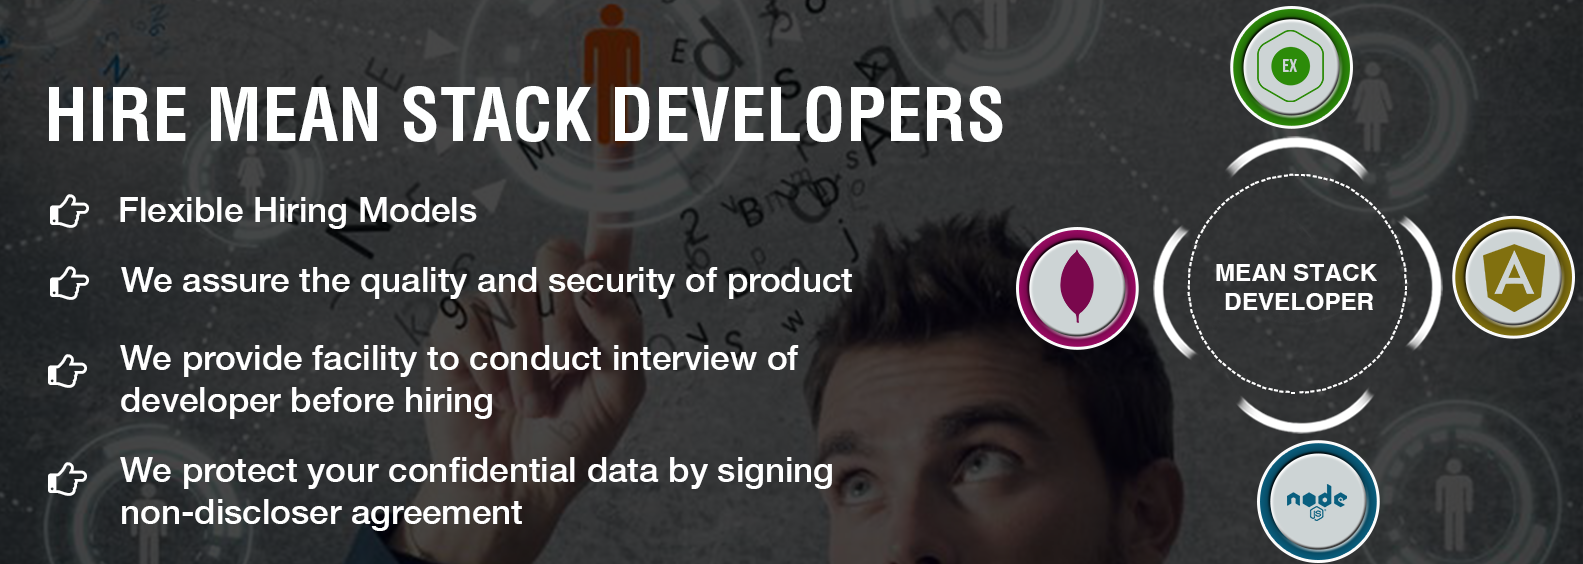 HIRE MEAN STACK DEVELOPERS
Flexible Hiring Models
We assure the quality and security of product
We provide facility to conduct interview of
developer before hiring
We protect your confidential data by signing
non-discloser agreement
EX
MEAN STACK
DEVELOPER
A
node
JS